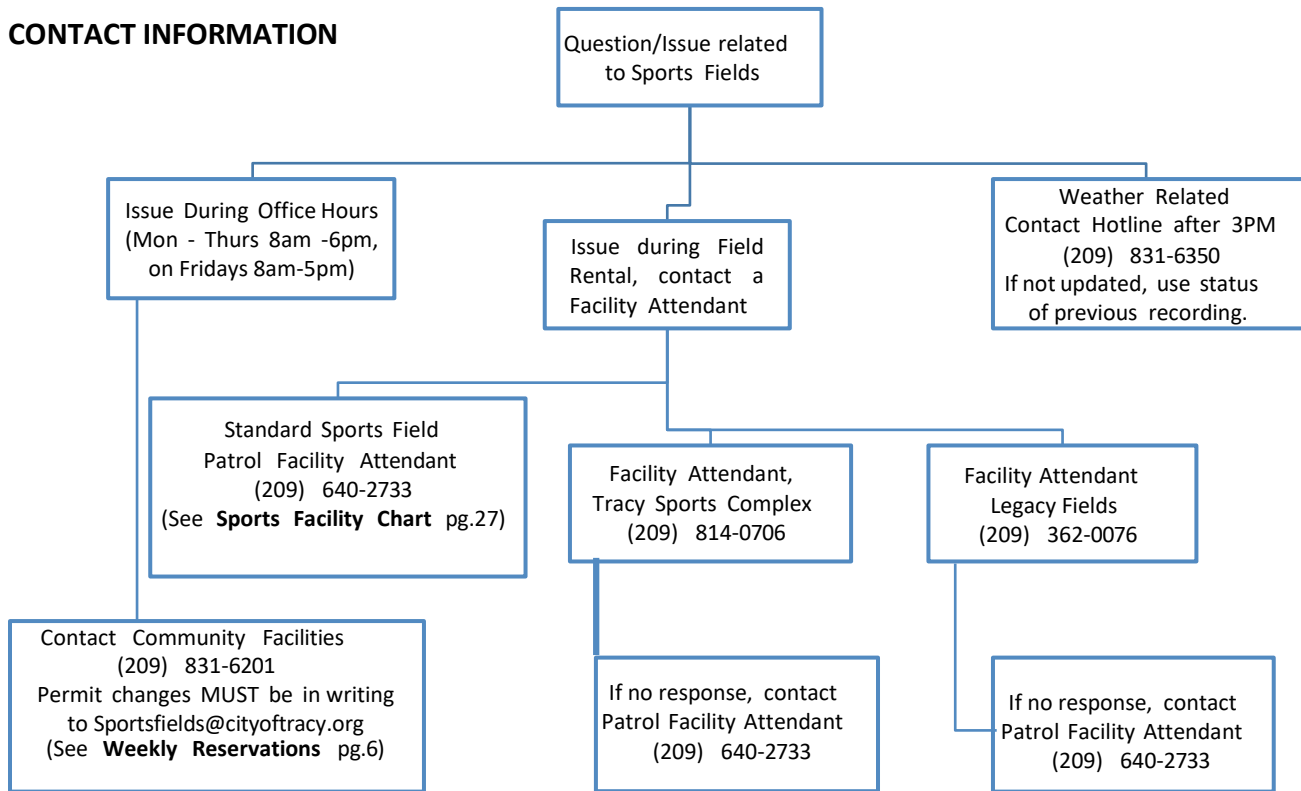 CONTACT INFORMATION
Question/Issue related
to Sports Fields
Issue During Office Hours
(Mon - Thurs 8am -6pm,
on Fridays 8am-5pm)
Issue during Field
Rental, contact a
Facility Attendant
Weather Related
Contact Hotline after 3PM
(209) 831-6350
If not updated, use status
of previous recording.
Standard Sports Field
Patrol Facility Attendant
(209) 640-2733
(See Sports Facility Chart pg.27)
Facility Attendant,
Tracy Sports Complex
(209) 814-0706
Facility Attendant
Legacy Fields
(209) 362-0076
Contact Community Facilities
(209) 831-6201
Permit changes MUST be in writing
to Sportsfields@cityoftracy.org
(See Weekly Reservations pg.6)
If no response, contact
Patrol Facility Attendant
(209) 640-2733
If no response, contact
Patrol Facility Attendant
(209) 640-2733